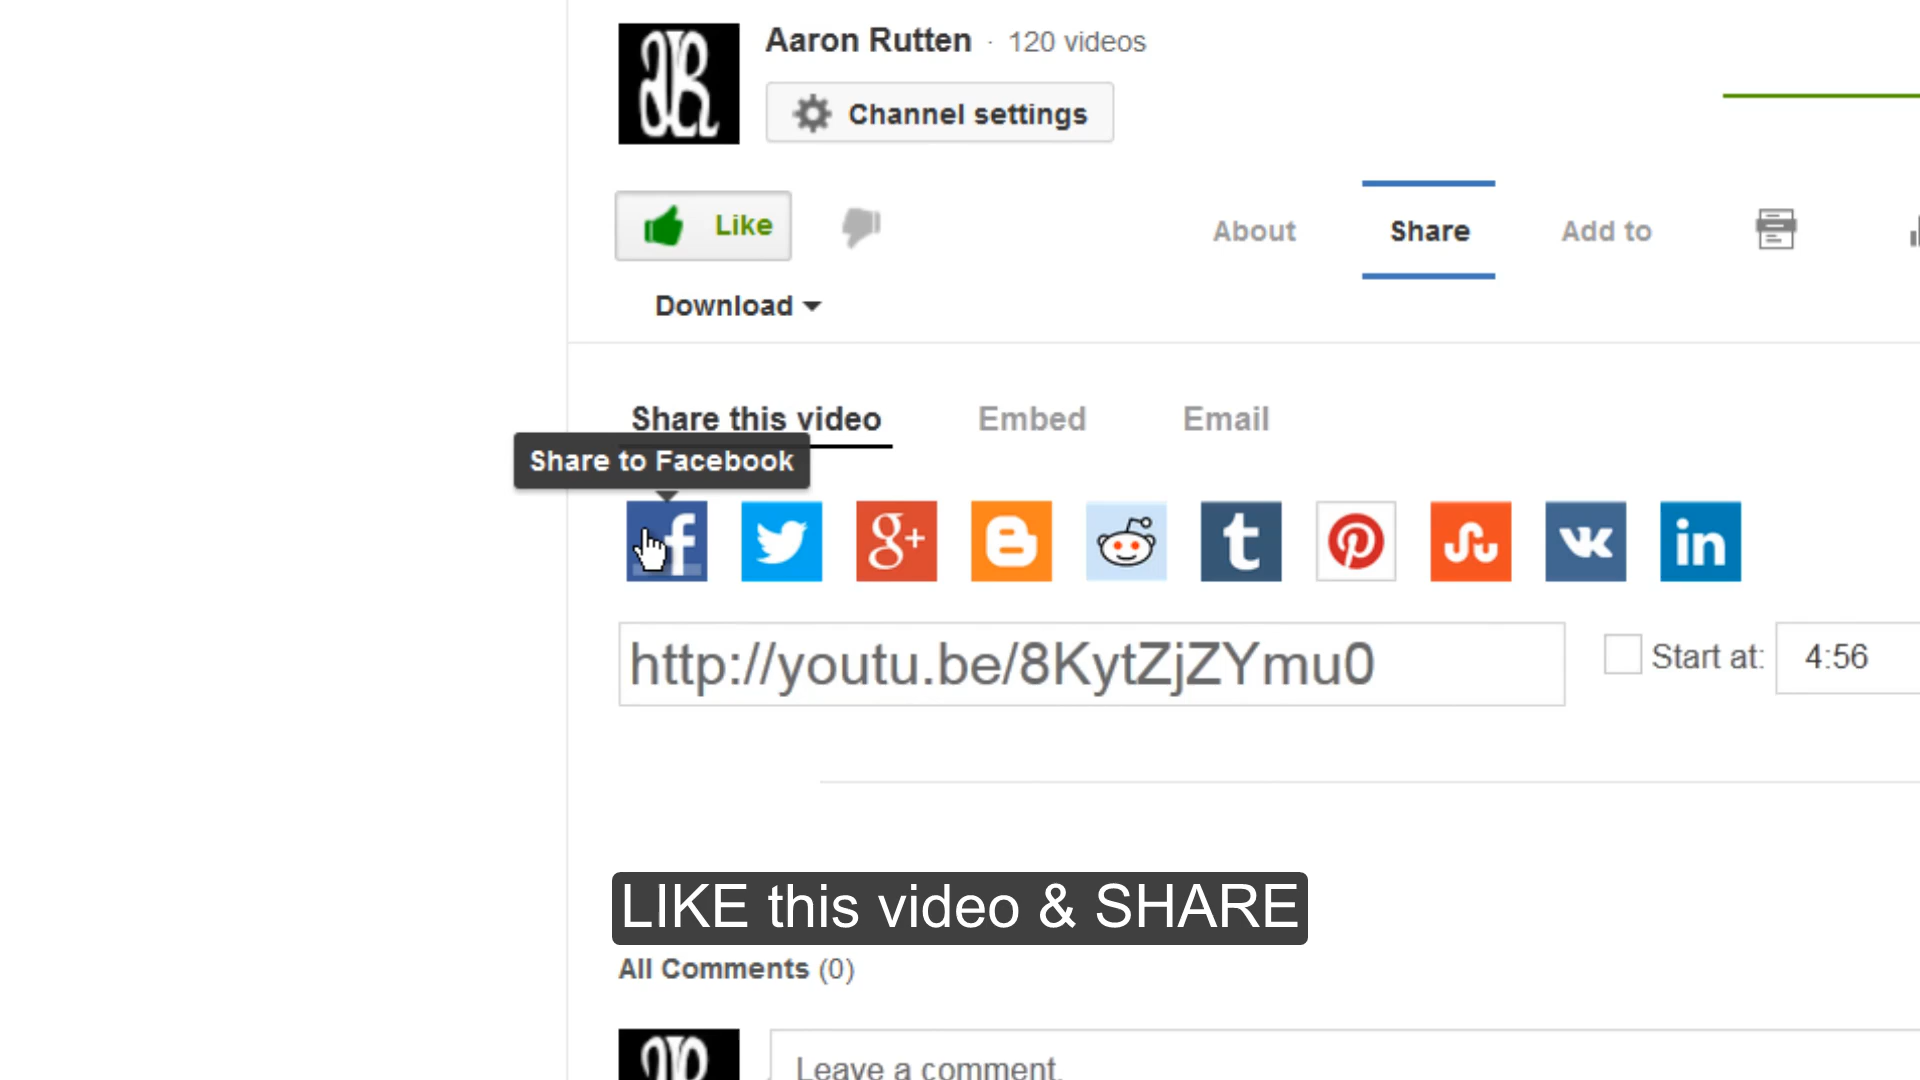 Aaron Rutten · 120 videos
Channel settings
Like
About Share Add to
Download
Share this video Embed Email
Share to Facebook
http://youtu.be/8KytZjZYmu0
Start at: 4:56
LIKE this video & SHARE
All Comments (0)
Leave a comment.